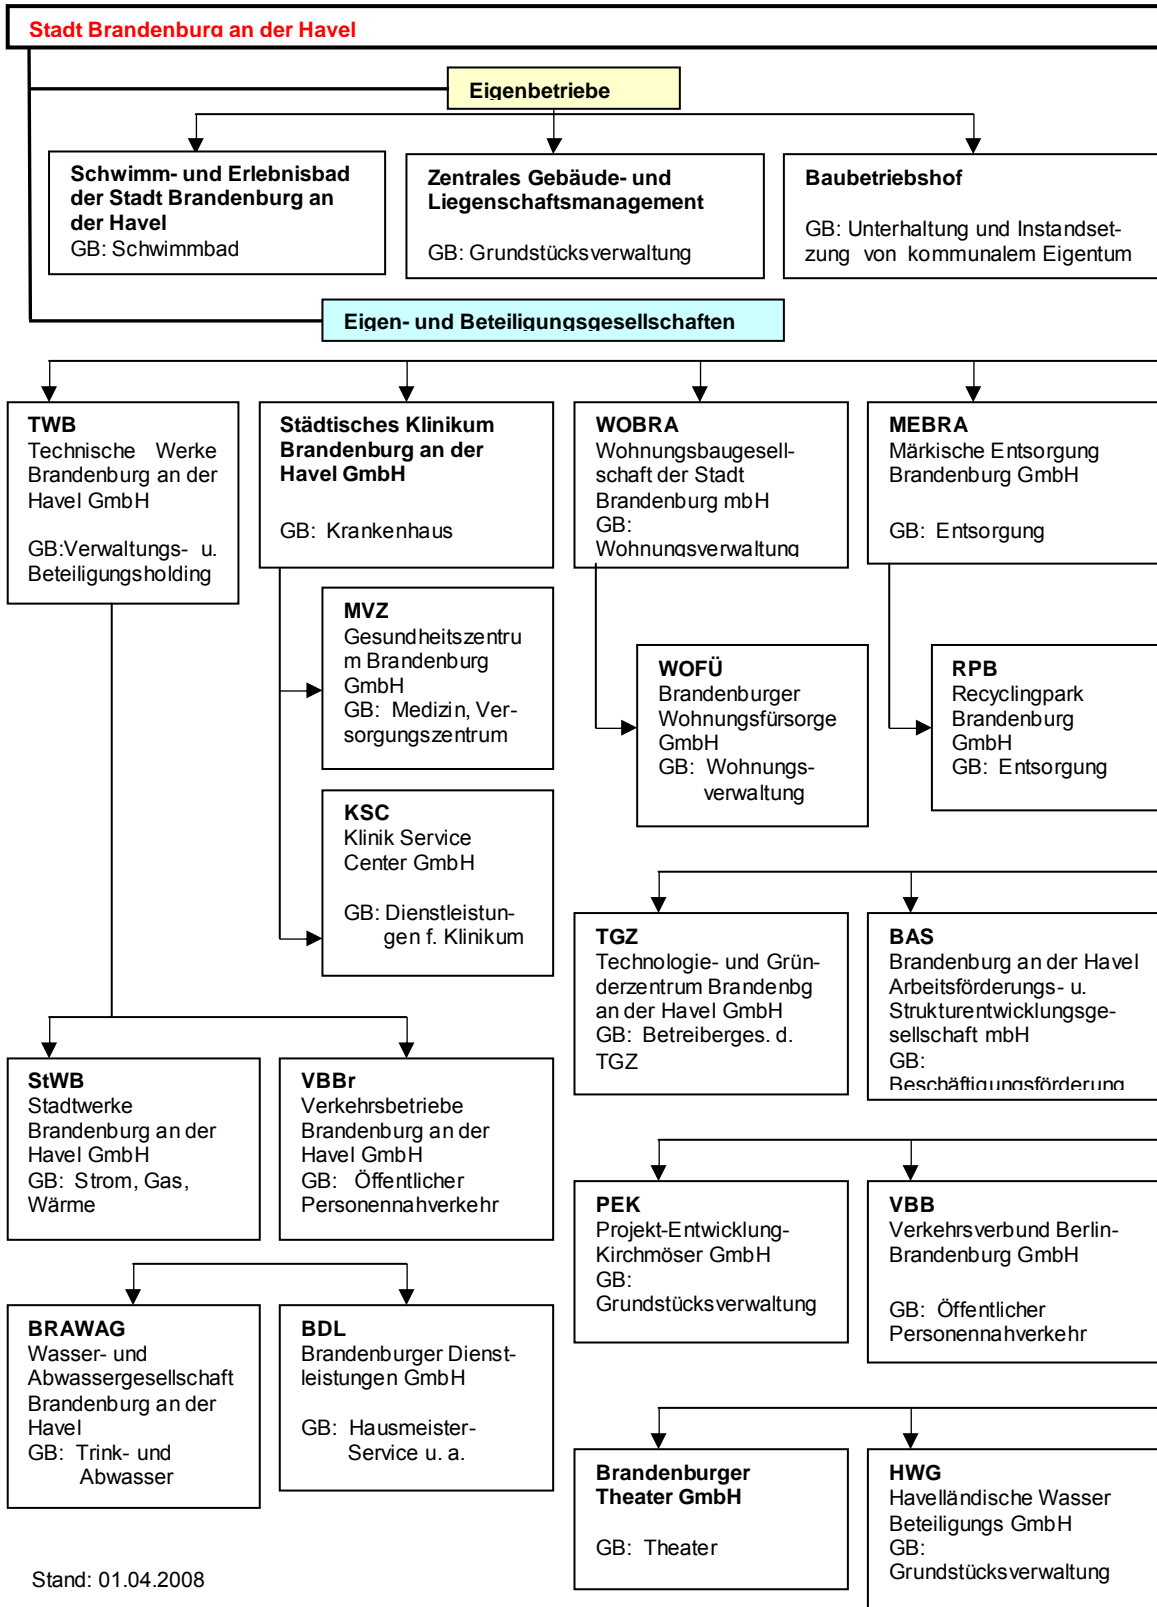 Stadt Brandenburg an der Havel
Eigenbetriebe
Schwimm- und Erlebnisbad
der Stadt Brandenburg an
der Havel
GB: Schwimmbad
Zentrales Gebäude- und
Liegenschaftsmanagement
GB: Grundstücksverwaltung
Baubetriebshof
GB: Unterhaltung und Instandset-
zung von kommunalem Eigentum
Eigen- und Beteiligungsgesellschaften
TWB
Technische Werke
Brandenburg an der
Havel GmbH
GB:Verwaltungs- u.
Beteiligungsholding
Städtisches Klinikum
Brandenburg an der
Havel GmbH
GB: Krankenhaus
WOBRA
Wohnungsbaugesell-
schaft der Stadt
Brandenburg mbH
GB:
Wohnungsverwaltung
MEBRA
Märkische Entsorgung
Brandenburg GmbH
GB: Entsorgung
MVZ
Gesundheitszentru
m Brandenburg
GmbH
GB: Medizin, Ver-
sorgungszentrum
WOFÜ
Brandenburger
Wohnungsfürsorge
GmbH
GB: Wohnungs-
verwaltung
RPB
Recyclingpark
Brandenburg
GmbH
GB: Entsorgung
KSC
Klinik Service
Center GmbH
GB: Dienstleistun-
gen f. Klinikum
TGZ
Technologie- und Grün-
derzentrum Brandenbg
an der Havel GmbH
GB: Betreiberges. d.
TGZ
BAS
Brandenburg an der Havel
Arbeitsförderungs- u.
Strukturentwicklungsge-
sellschaft mbH
GB:
Beschäftigungsförderung
StWB
Stadtwerke
Brandenburg an der
Havel GmbH
GB: Strom, Gas,
Wärme
VBBr
Verkehrsbetriebe
Brandenburg an der
Havel GmbH
GB: Öffentlicher
Personennahverkehr
PEK
Projekt-Entwicklung-
Kirchmöser GmbH
GB:
Grundstücksverwaltung
VBB
Verkehrsverbund Berlin-
Brandenburg GmbH
GB: Öffentlicher
Personennahverkehr
BRAWAG
Wasser- und
Abwassergesellschaft
Brandenburg an der
Havel
GB: Trink- und
Abwasser
BDL
Brandenburger Dienst-
leistungen GmbH
GB: Hausmeister-
Service u. a.
Brandenburger
Theater GmbH
GB: Theater
HWG
Havelländische Wasser
Beteiligungs GmbH
GB:
Grundstücksverwaltung
Stand: 01.04.2008